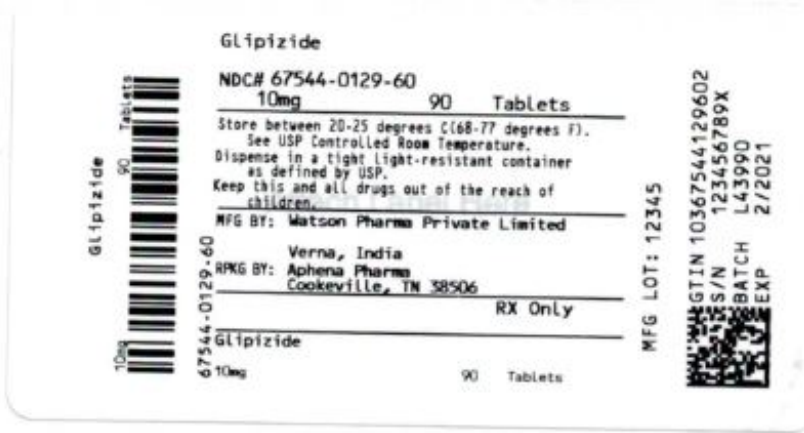 Glipizide
NDC# 67544-0129-60
10mg 90 Tablets
Store between 20-25 degrees C(68-77 degrees F).
See USP Controlled Room Temperature.
Dispense in a tight light-resistant container
as defined by USP.
Keep this and all drugs out of the reach of
children.
MFG BY: Watson Pharma Private Limited
Verna, India
RPKG BY: Aphena Pharma
Cookeville, TN 38506
RX Only
Glipizide
10mg 90 Tablets
Glipizide
10mg 90 Tablets
67544-0129-60
MFG LOT: 12345
GTIN 10367544129602
S/N 123456789X
BATCH L43990
EXP 2/2021